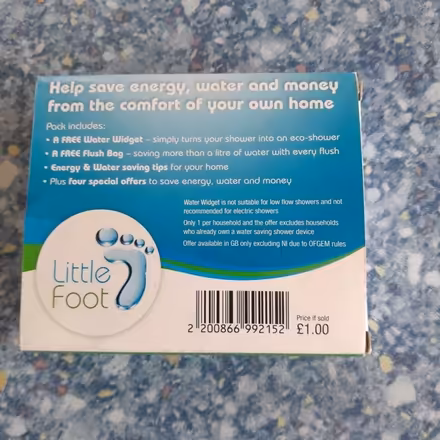 Help save energy, water and money
from the comfort of your own home
Pack includes:
• A FREE Water Widget – simply turns your shower into an eco-shower
• A FREE Flush Bag – saving more than a litre of water with every flush
• Energy & Water saving tips for your home
• Plus four special offers to save energy, water and money
Water Widget is not suitable for low flow showers and not
recommended for electric showers
Only 1 per household and the offer excludes households
who already own a water saving shower device
Offer available in GB only excluding NI due to OFGEM rules
Little
Foot
Price if sold
£1.00
2 200866 992152